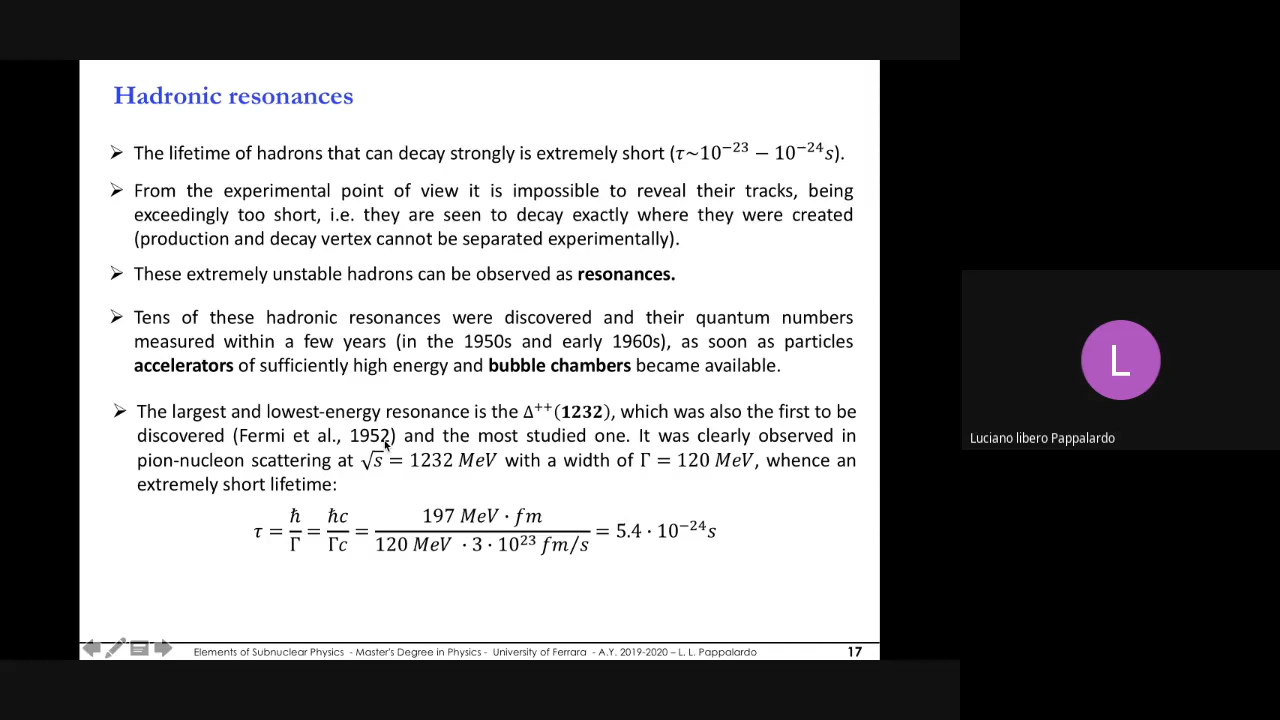 Hadronic resonances
➢ The lifetime of hadrons that can decay strongly is extremely short (τ~10⁻²³ − 10⁻²⁴s).
➢ From the experimental point of view it is impossible to reveal their tracks, being
exceedingly too short, i.e. they are seen to decay exactly where they were created
(production and decay vertex cannot be separated experimentally).
➢ These extremely unstable hadrons can be observed as resonances.
➢ Tens of these hadronic resonances were discovered and their quantum numbers
measured within a few years (in the 1950s and early 1960s), as soon as particles
accelerators of sufficiently high energy and bubble chambers became available.
➢ The largest and lowest-energy resonance is the Δ⁺⁺(1232), which was also the first to be
discovered (Fermi et al., 1952) and the most studied one. It was clearly observed in
pion-nucleon scattering at √s = 1232 MeV with a width of Γ = 120 MeV, whence an
extremely short lifetime:
τ = ħ/Γ = ħc/Γc = 197 MeV · fm / 120 MeV · 3 · 10²³ fm/s = 5.4 · 10⁻²⁴s
Elements of Subnuclear Physics - Master's Degree in Physics - University of Ferrara - A.Y. 2019-2020 – L. L. Pappalardo 17
L
Luciano libero Pappalardo